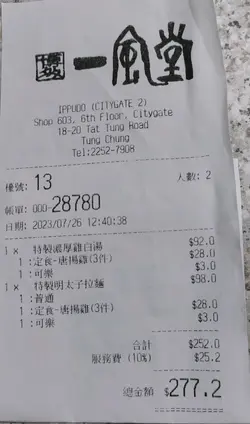 博多 一風堂
IPPUDO (CITYGATE 2)
Shop 603, 6th Floor, Citygate
18-20 Tat Tung Road
Tung Chung
Tel:2252-7908
檯號: 13 人數: 2
帳單: 000-28780
日期: 2023/07/26 12:40:38
1 × 特製濃厚雞白湯 $92.0
1 :定食-唐揚雞(3件) $28.0
1 :可樂 $3.0
1 × 特製明太子拉麵 $98.0
1 :普通
1 :定食-唐揚雞(3件) $28.0
1 :可樂 $3.0
合計 $252.0
服務費 (10%) $25.2
總金額 $277.2